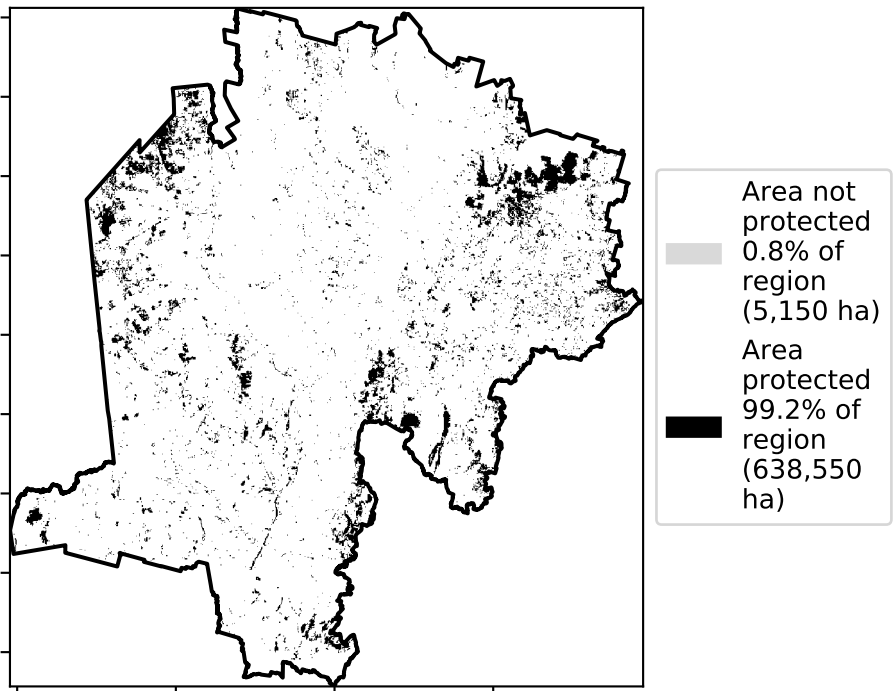 Area not
protected
0.8% of
region
(5,150 ha)
Area
protected
99.2% of
region
(638,550
ha)